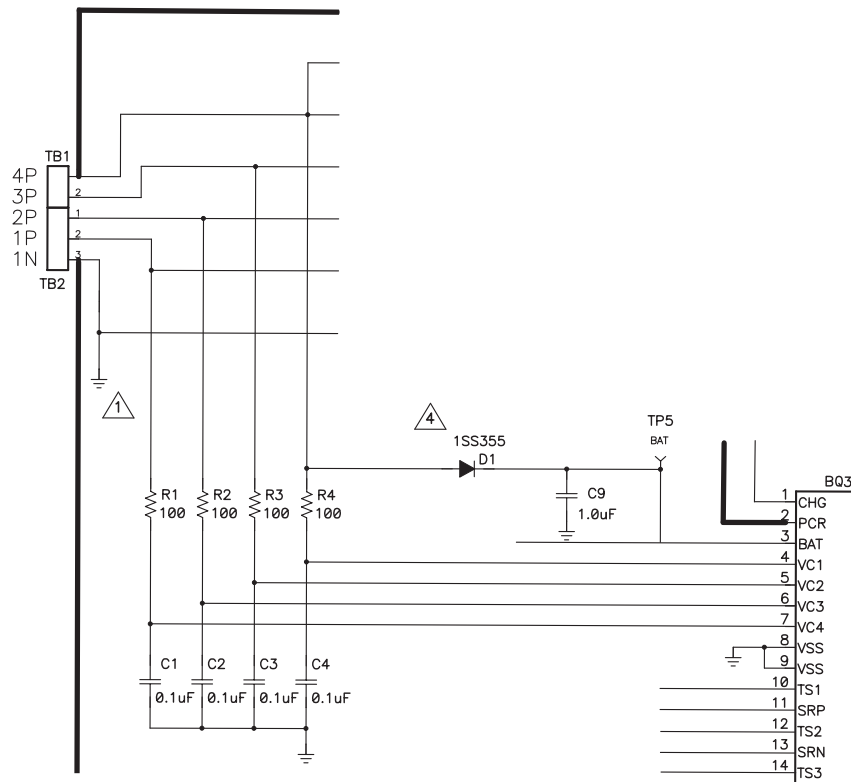 TB1
4P
3P 2
2P 1
1P 2
1N 3
TB2
1
4
1SS355
D1
TP5
BAT
R1
100
R2
100
R3
100
R4
100
C9
1.0uF
BQ3
1 CHG
2 PCR
3 BAT
4 VC1
5 VC2
6 VC3
7 VC4
8 VSS
9 VSS
10 TS1
11 SRP
12 TS2
13 SRN
14 TS3
C1
0.1uF
C2
0.1uF
C3
0.1uF
C4
0.1uF